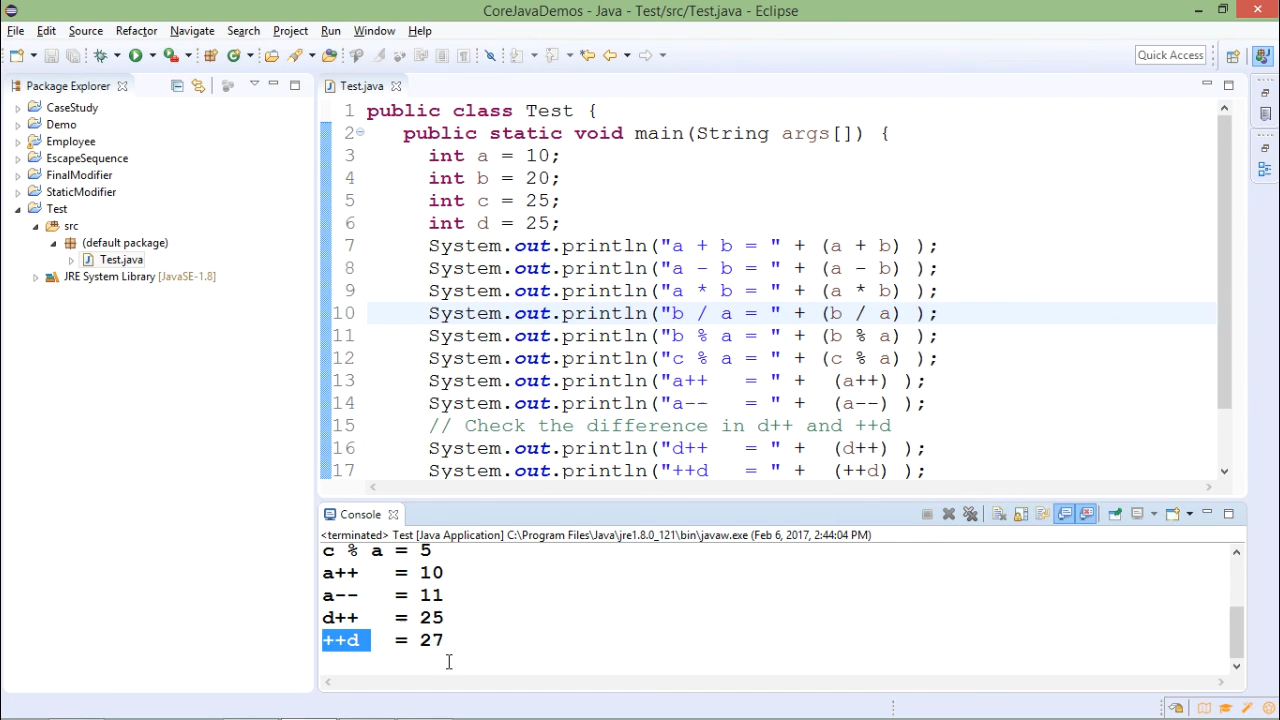 CoreJavaDemos - Java - Test/src/Test.java - Eclipse
File Edit Source Refactor Navigate Search Project Run Window Help
Quick Access
Package Explorer
CaseStudy
Demo
Employee
EscapeSequence
FinalModifier
StaticModifier
Test
src
(default package)
Test.java
JRE System Library [JavaSE-1.8]
Test.java
1 public class Test {
2 public static void main(String args[]) {
3 int a = 10;
4 int b = 20;
5 int c = 25;
6 int d = 25;
7 System.out.println("a + b = " + (a + b) );
8 System.out.println("a - b = " + (a - b) );
9 System.out.println("a * b = " + (a * b) );
10 System.out.println("b / a = " + (b / a) );
11 System.out.println("b % a = " + (b % a) );
12 System.out.println("c % a = " + (c % a) );
13 System.out.println("a++   = " +  (a++) );
14 System.out.println("a--   = " +  (a--) );
15 // Check the difference in d++ and ++d
16 System.out.println("d++   = " +  (d++) );
17 System.out.println("++d   = " +  (++d) );
Console
<terminated> Test [Java Application] C:\Program Files\Java\jre1.8.0_121\bin\javaw.exe (Feb 6, 2017, 2:44:04 PM)
c % a = 5
a++   = 10
a--   = 11
d++   = 25
++d   = 27